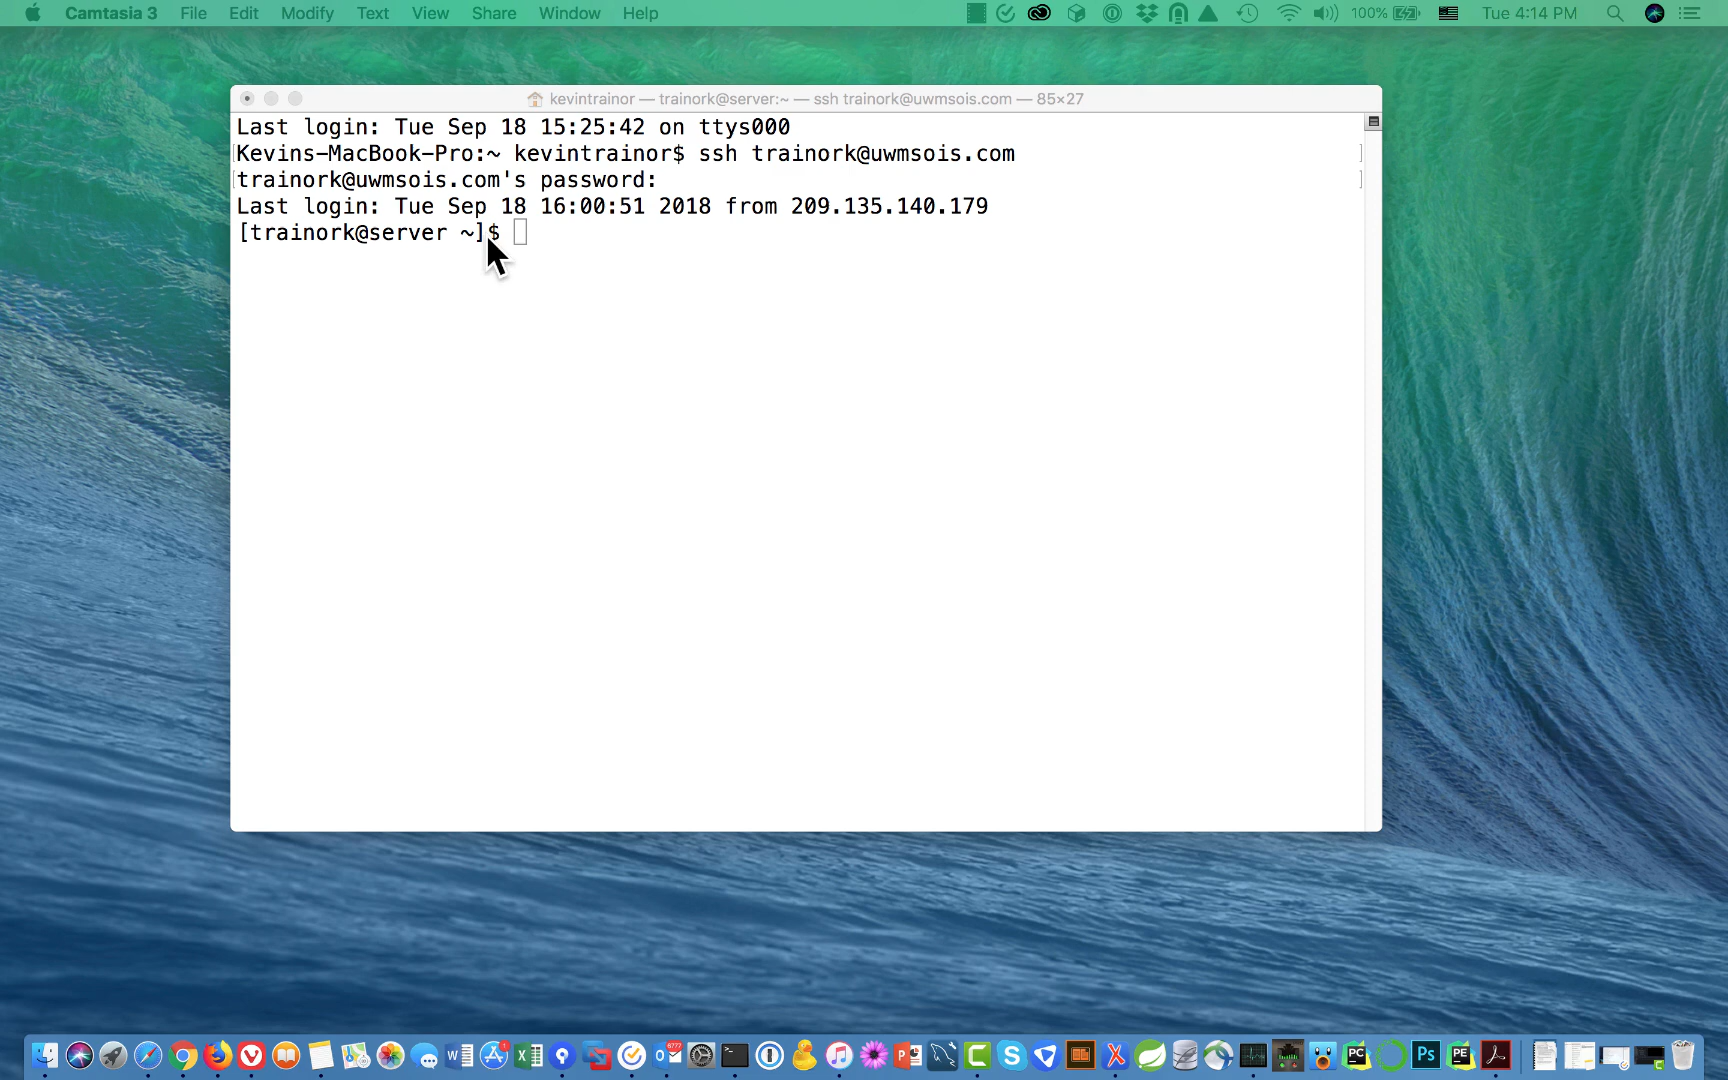 Camtasia 3 File Edit Modify Text View Share Window Help 100% Tue 4:14 PM
kevintrainor — trainork@server:~ — ssh trainork@uwmsois.com — 85×27
Last login: Tue Sep 18 15:25:42 on ttys000
[Kevins-MacBook-Pro:~ kevintrainor$ ssh trainork@uwmsois.com ]
[trainork@uwmsois.com's password: ]
Last login: Tue Sep 18 16:00:51 2018 from 209.135.140.179
[trainork@server ~]$
W X P C S X PC Ps PE